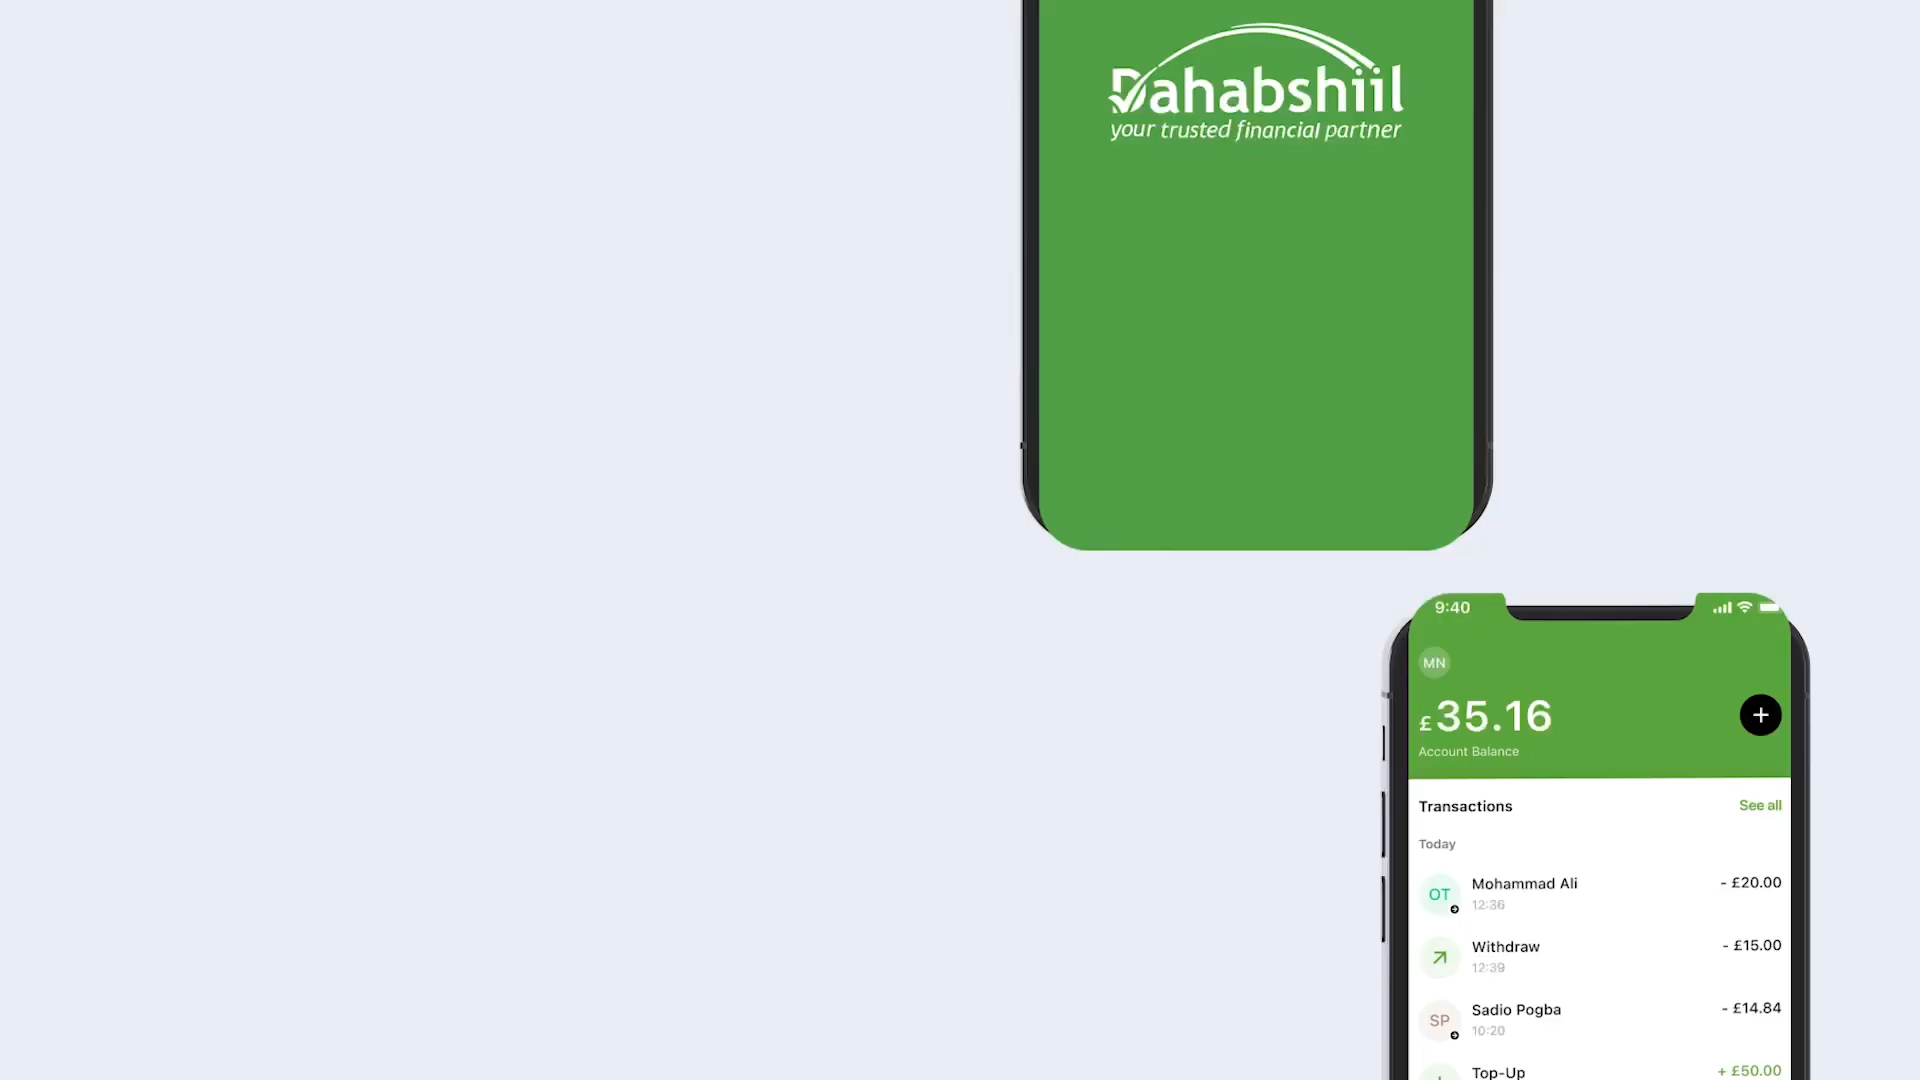 Dahabshiil
your trusted financial partner
9:40
MN
£35.16
Account Balance
Transactions
See all
Today
OT
Mohammad Ali
- £20.00
12:36
Withdraw
- £15.00
12:39
SP
Sadio Pogba
- £14.84
10:20
Top-Up
+ £50.00